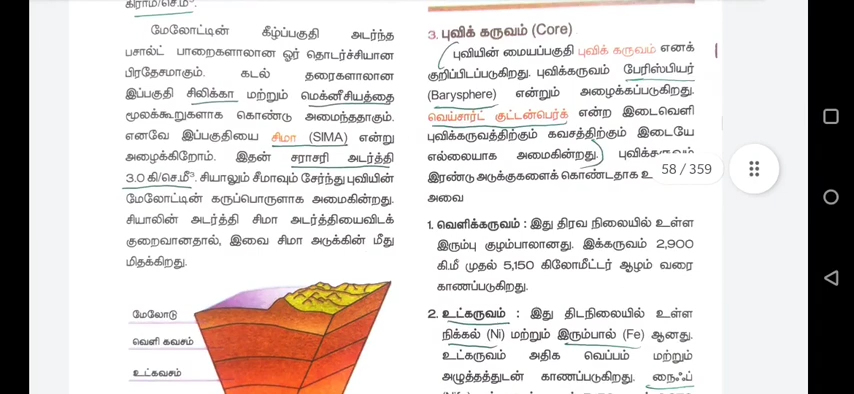 கிராம்/செ.மீ³.
மேலோட்டின் கீழ்ப்பகுதி அடர்ந்த
பசால்ட் பாறைகளாலான ஓர் தொடர்ச்சியான
பிரதேசமாகும். கடல் தரைகளாலான
இப்பகுதி சிலிக்கா மற்றும் மெக்னீசியத்தை
மூலக்கூறுகளாக கொண்டு அமைந்ததாகும்.
எனவே இப்பகுதியை சிமா (SIMA) என்று
அழைக்கிறோம். இதன் சராசரி அடர்த்தி
3.0 கி/செ.மீ³. சியாலும் சீமாவும் சேர்ந்து புவியின்
மேலோட்டின் கருப்பொருளாக அமைகின்றது.
சியாலின் அடர்த்தி சிமா அடர்த்தியைவிடக்
குறைவானதால், இவை சிமா அடுக்கின் மீது
மிதக்கிறது.
மேலோடு
வெளி கவசம்
உட்கவசம்
3. புவிக் கருவம் (Core)
புவியின் மையப்பகுதி புவிக் கருவம் எனக்
குறிப்பிடப்படுகிறது. புவிக்கருவம் பேரிஸ்பியர்
(Barysphere) என்றும் அழைக்கப்படுகிறது.
வெய்சார்ட் குட்டன்பெர்க் என்ற இடைவெளி
புவிக்கருவத்திற்கும் கவசத்திற்கும் இடையே
எல்லையாக அமைகின்றது. புவிக்கருவம்
இரண்டு அடுக்குகளைக் கொண்டதாக உ
அவை
58 / 359
1. வெளிக்கருவம் : இது திரவ நிலையில் உள்ள
இரும்பு குழம்பாலானது. இக்கருவம் 2,900
கி.மீ முதல் 5,150 கிலோமீட்டர் ஆழம் வரை
காணப்படுகிறது.
2. உட்கருவம் : இது திடநிலையில் உள்ள
நிக்கல் (Ni) மற்றும் இரும்பால் (Fe) ஆனது.
உட்கருவம் அதிக வெப்பம் மற்றும்
அழுத்தத்துடன் காணப்படுகிறது. நைஃப்